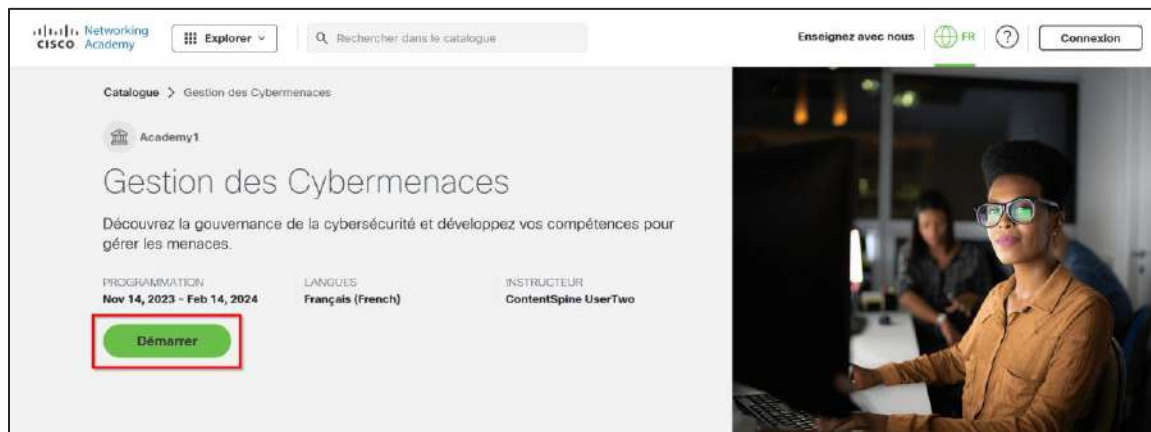 Networking
CISCO Academy
Explorer
Rechercher dans le catalogue
Enseignez avec nous
FR
?
Connexion
Catalogue > Gestion des Cybermenaces
Academy1
Gestion des Cybermenaces
Découvrez la gouvernance de la cybersécurité et développez vos compétences pour
gérer les menaces.
PROGRAMMATION
LANGUES
INSTRUCTEUR
Nov 14, 2023 - Feb 14, 2024
Français (French)
ContentSpine UserTwo
Démarrer